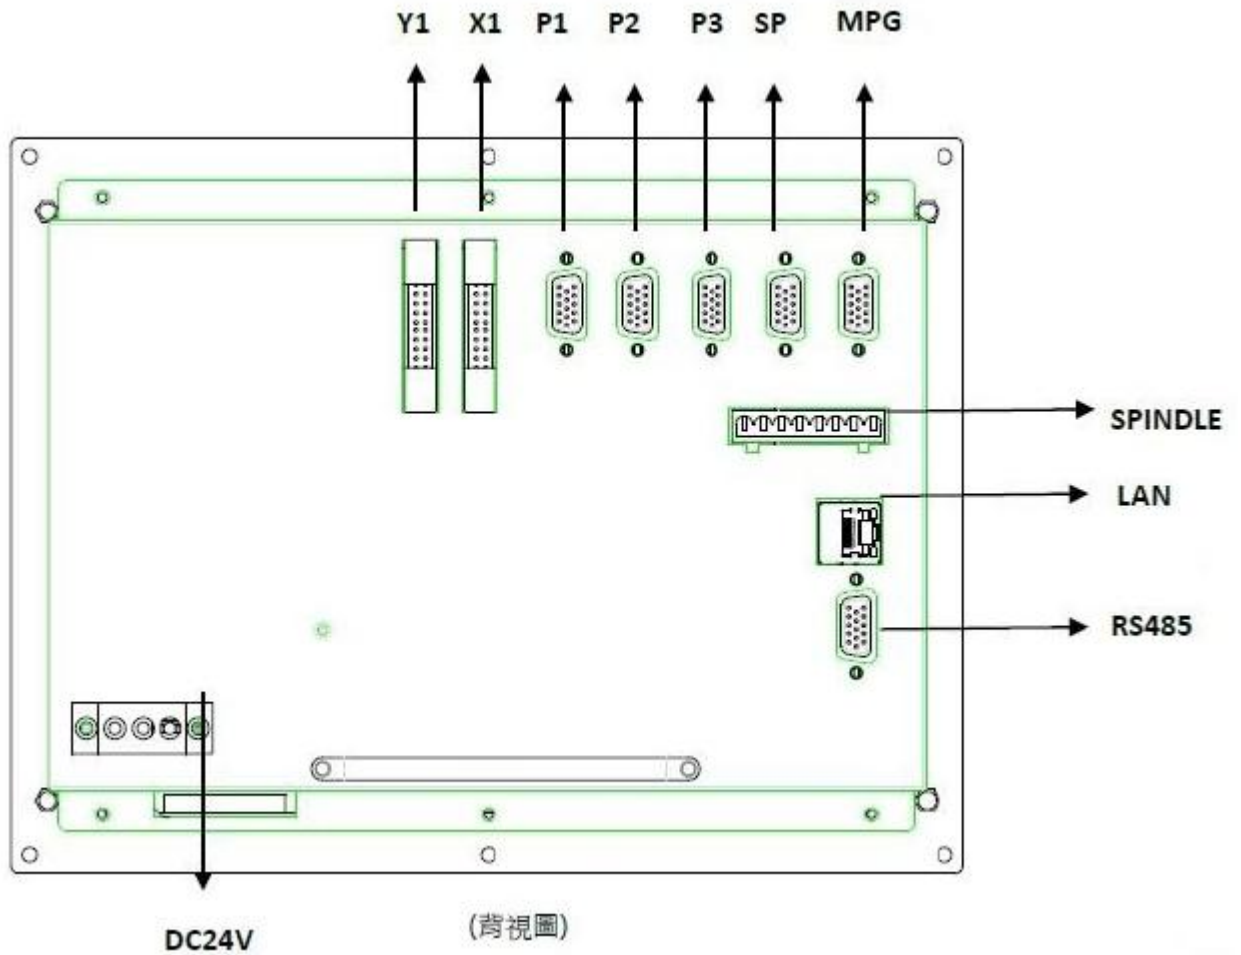 Y1 X1 P1 P2 P3 SP MPG
SPINDLE
LAN
RS485
DC24V
(背視圖)